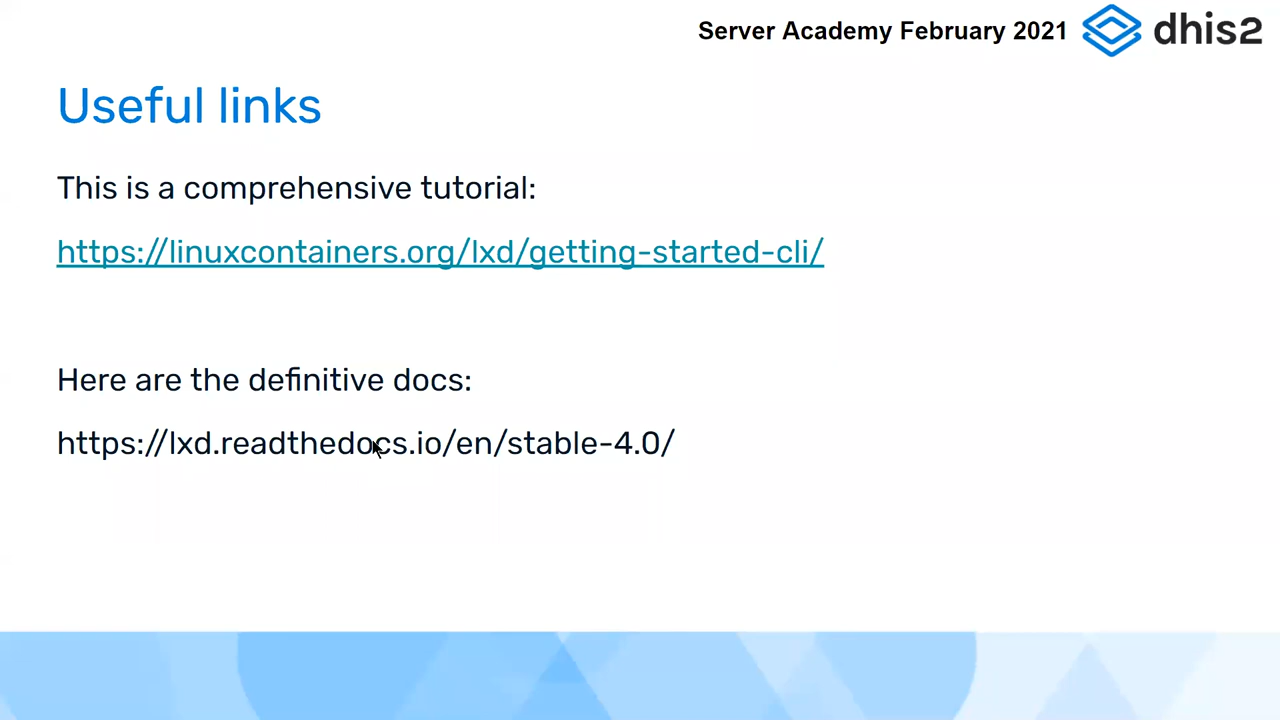 Server Academy February 2021
dhis2
Useful links
This is a comprehensive tutorial:
https://linuxcontainers.org/lxd/getting-started-cli/
Here are the definitive docs:
https://lxd.readthedocs.io/en/stable-4.0/